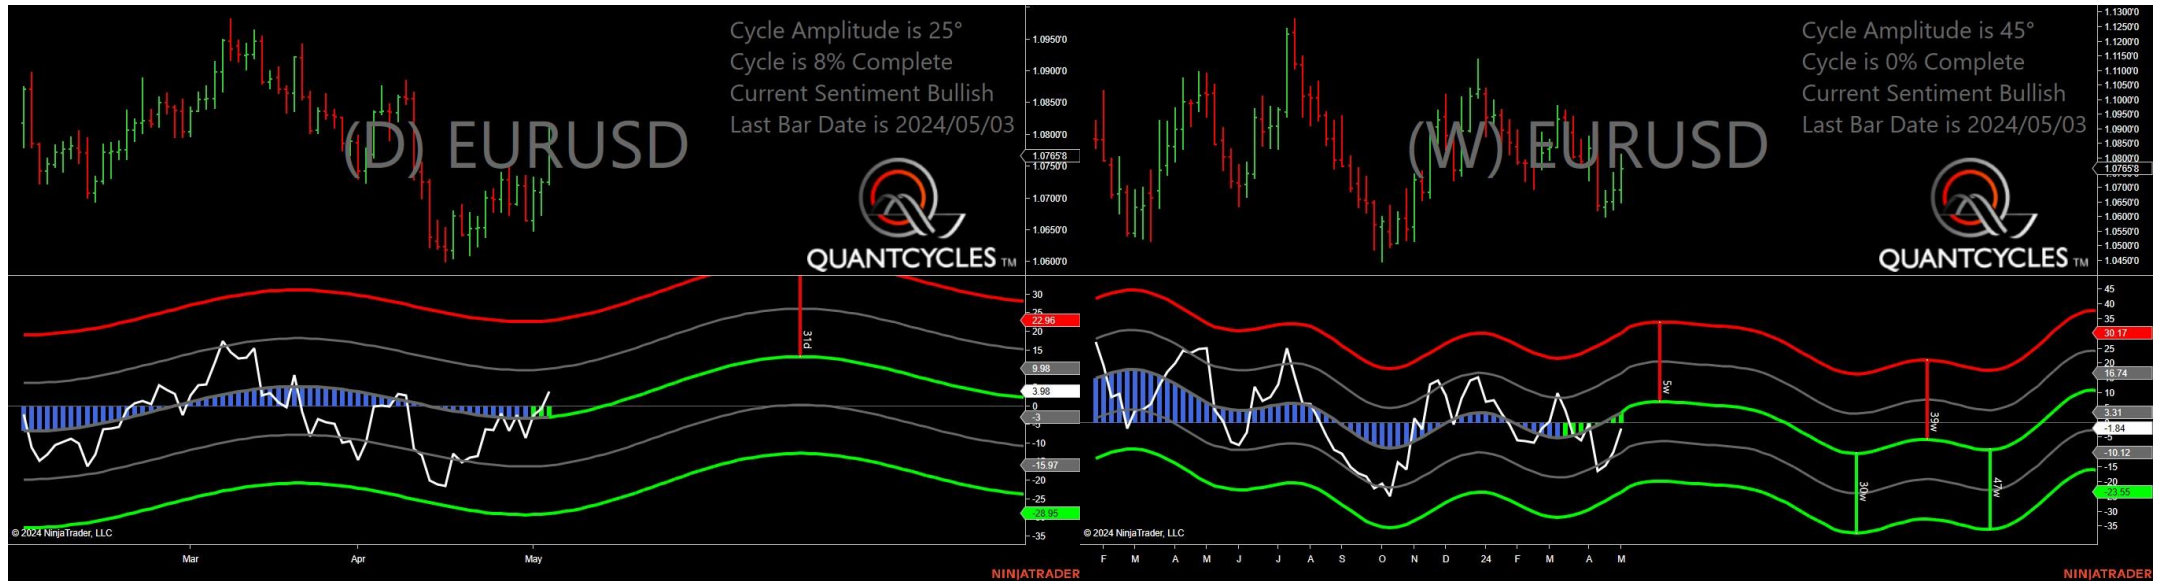 Cycle Amplitude is 25°
Cycle is 8% Complete
Current Sentiment Bullish
Last Bar Date is 2024/05/03
(D) EURUSD
QUANTCYCLES TM
1.0950'0
1.0900'0
1.0850'0
1.0800'0
1.0765'8
1.0750'0
1.0700'0
1.0650'0
1.0600'0
31d
30
22.96
20
15
9.98
3.98
0
-3
-10
-15.97
-20
-25
-28.95
-35
© 2024 NinjaTrader, LLC
Mar Apr May
NINJATRADER
Cycle Amplitude is 45°
Cycle is 0% Complete
Current Sentiment Bullish
Last Bar Date is 2024/05/03
(W) EURUSD
QUANTCYCLES TM
1.1300'0
1.1250'0
1.1200'0
1.1150'0
1.1100'0
1.1050'0
1.1000'0
1.0950'0
1.0900'0
1.0850'0
1.0800'0
1.0765'8
1.0700'0
1.0650'0
1.0600'0
1.0550'0
1.0500'0
1.0450'0
5w
39w
30w
47w
45
40
35
30.17
25
20
16.74
10
3.31
-1.84
-5
-10.12
-15
-20
-23.55
-30
-35
© 2024 NinjaTrader, LLC
F M A M J J A S O N D 24 F M A M
NINJATRADER